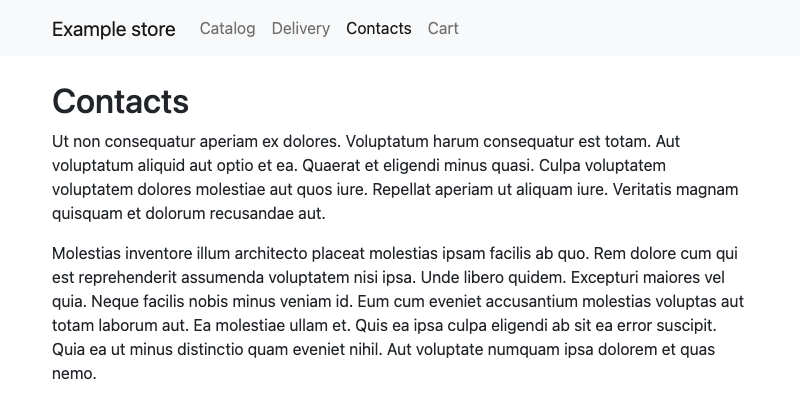 Example store Catalog Delivery Contacts Cart
Contacts
Ut non consequatur aperiam ex dolores. Voluptatum harum consequatur est totam. Aut
voluptatum aliquid aut optio et ea. Quaerat et eligendi minus quasi. Culpa voluptatem
voluptatem dolores molestiae aut quos iure. Repellat aperiam ut aliquam iure. Veritatis magnam
quisquam et dolorum recusandae aut.
Molestias inventore illum architecto placeat molestias ipsam facilis ab quo. Rem dolore cum qui
est reprehenderit assumenda voluptatem nisi ipsa. Unde libero quidem. Excepturi maiores vel
quia. Neque facilis nobis minus veniam id. Eum cum eveniet accusantium molestias voluptas aut
totam laborum aut. Ea molestiae ullam et. Quis ea ipsa culpa eligendi ab sit ea error suscipit.
Quia ea ut minus distinctio quam eveniet nihil. Aut voluptate numquam ipsa dolorem et quas
nemo.